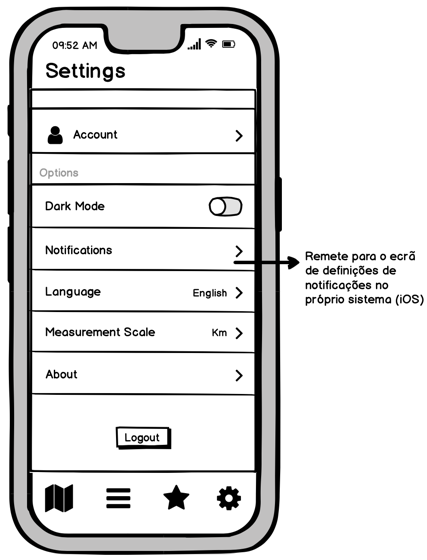 09:52 AM
Settings
Account
Options
Dark Mode
Notifications
Remete para o ecrã
de definições de
notificações no
próprio sistema (iOS)
Language English
Measurement Scale Km
About
Logout